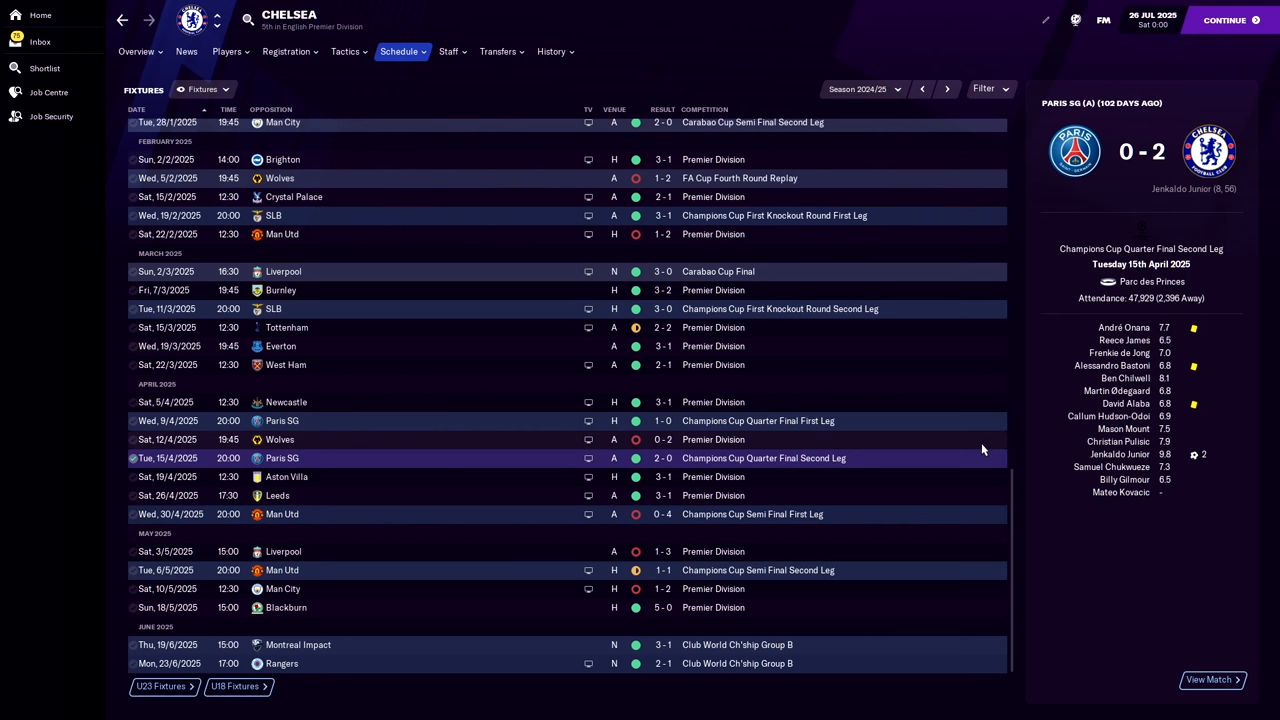 Home
75
Inbox
Shortlist
Job Centre
Job Security
CHELSEA
5th in English Premier Division
FM
26 JUL 2025
Sat 0:00
CONTINUE
Overview
News
Players
Registration
Tactics
Schedule
Staff
Transfers
History
FIXTURES
Fixtures
Season 2024/25
Filter
DATE TIME OPPOSITION TV VENUE RESULT COMPETITION
Tue, 28/1/2025 19:45 Man City A 2 - 0 Carabao Cup Semi Final Second Leg
FEBRUARY 2025
Sun, 2/2/2025 14:00 Brighton H 3 - 1 Premier Division
Wed, 5/2/2025 19:45 Wolves A 1 - 2 FA Cup Fourth Round Replay
Sat, 15/2/2025 12:30 Crystal Palace A 2 - 1 Premier Division
Wed, 19/2/2025 20:00 SLB A 3 - 1 Champions Cup First Knockout Round First Leg
Sat, 22/2/2025 12:30 Man Utd H 1 - 2 Premier Division
MARCH 2025
Sun, 2/3/2025 16:30 Liverpool N 3 - 0 Carabao Cup Final
Fri, 7/3/2025 19:45 Burnley H 3 - 2 Premier Division
Tue, 11/3/2025 20:00 SLB H 3 - 0 Champions Cup First Knockout Round Second Leg
Sat, 15/3/2025 12:30 Tottenham A 2 - 2 Premier Division
Wed, 19/3/2025 19:45 Everton A 3 - 1 Premier Division
Sat, 22/3/2025 12:30 West Ham H 2 - 1 Premier Division
APRIL 2025
Sat, 5/4/2025 12:30 Newcastle H 3 - 1 Premier Division
Wed, 9/4/2025 20:00 Paris SG H 1 - 0 Champions Cup Quarter Final First Leg
Sat, 12/4/2025 19:45 Wolves A 0 - 2 Premier Division
Tue, 15/4/2025 20:00 Paris SG A 2 - 0 Champions Cup Quarter Final Second Leg
Sat, 19/4/2025 12:30 Aston Villa H 3 - 1 Premier Division
Sat, 26/4/2025 17:30 Leeds A 3 - 1 Premier Division
Wed, 30/4/2025 20:00 Man Utd A 0 - 4 Champions Cup Semi Final First Leg
MAY 2025
Sat, 3/5/2025 15:00 Liverpool A 1 - 3 Premier Division
Tue, 6/5/2025 20:00 Man Utd H 1 - 1 Champions Cup Semi Final Second Leg
Sat, 10/5/2025 12:30 Man City H 1 - 2 Premier Division
Sun, 18/5/2025 15:00 Blackburn H 5 - 0 Premier Division
JUNE 2025
Thu, 19/6/2025 15:00 Montreal Impact N 3 - 1 Club World Ch'ship Group B
Mon, 23/6/2025 17:00 Rangers N 2 - 1 Club World Ch'ship Group B
U23 Fixtures
U18 Fixtures
PARIS SG (A) (102 DAYS AGO)
0 - 2
Jenkaldo Junior (8, 56)
Champions Cup Quarter Final Second Leg
Tuesday 15th April 2025
Parc des Princes
Attendance: 47,929 (2,396 Away)
André Onana 7.7
Reece James 6.5
Frenkie de Jong 7.0
Alessandro Bastoni 6.8
Ben Chilwell 8.1
Martin Ødegaard 6.8
David Alaba 6.8
Callum Hudson-Odoi 6.9
Mason Mount 7.5
Christian Pulisic 7.9
Jenkaldo Junior 9.8 2
Samuel Chukwueze 7.3
Billy Gilmour 6.5
Mateo Kovacic -
View Match